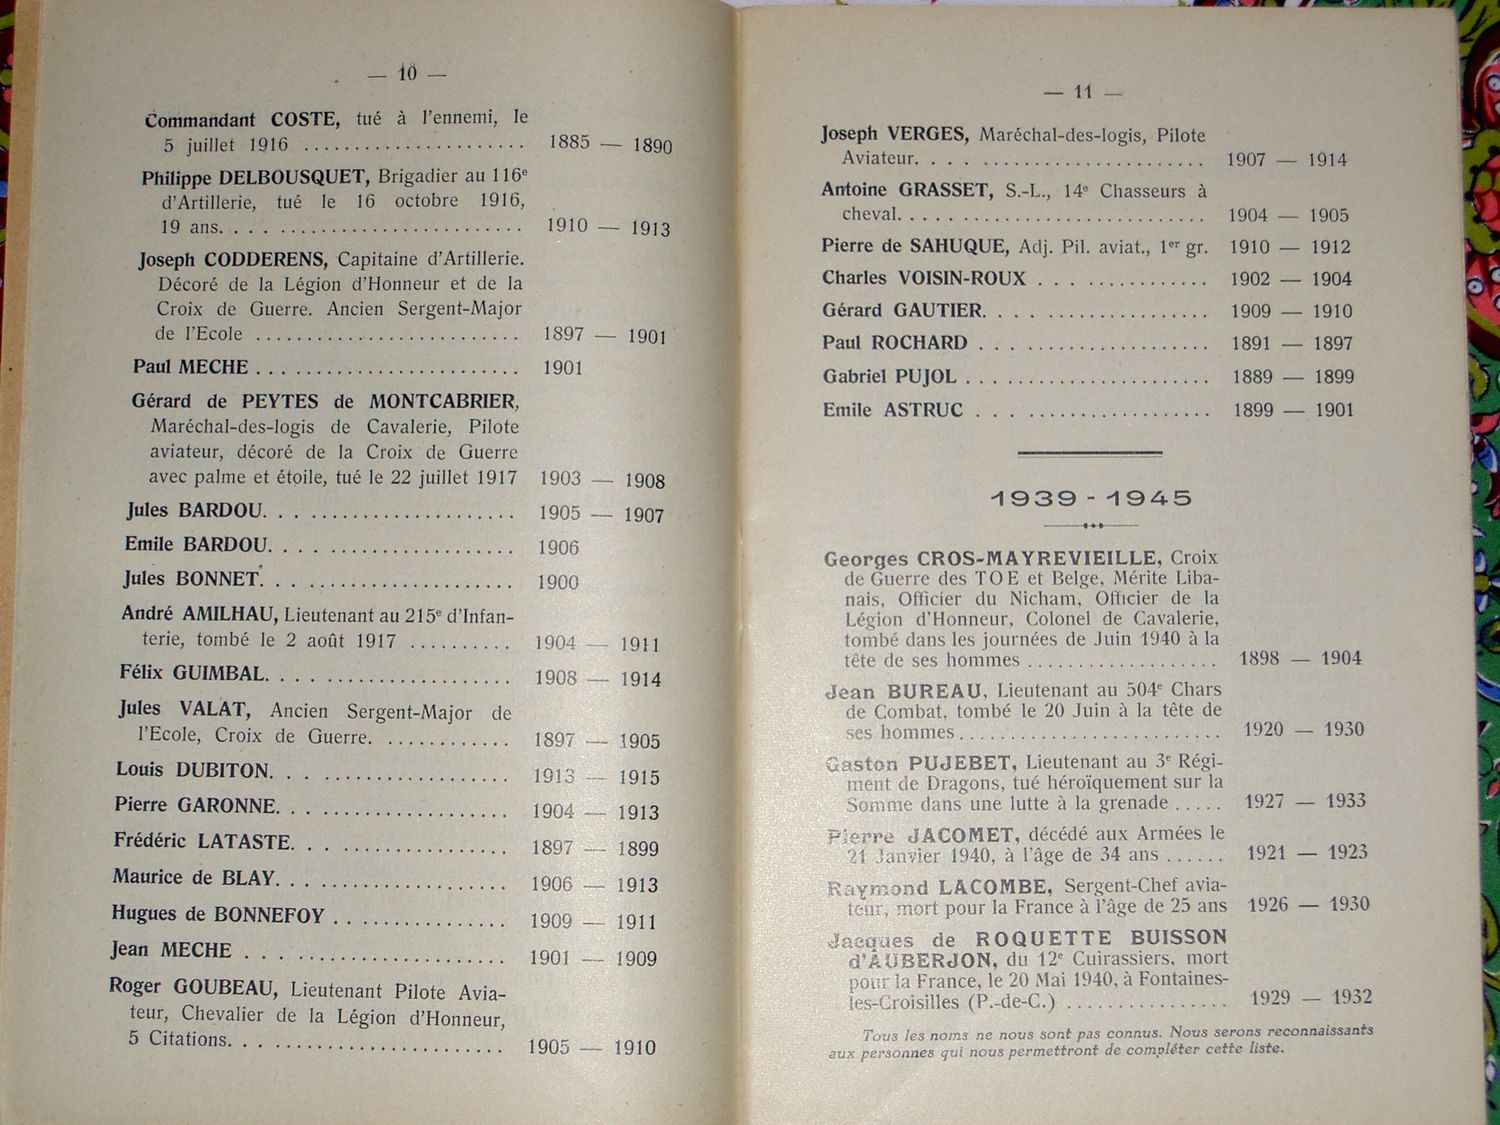 — 10 —
Commandant COSTE, tué à l'ennemi, le
5 juillet 1916 ...................... 1885 — 1890
Philippe DELBOUSQUET, Brigadier au 116e
d'Artillerie, tué le 16 octobre 1916,
19 ans. ............................ 1910 — 1913
Joseph CODDERENS, Capitaine d'Artillerie.
Décoré de la Légion d'Honneur et de la
Croix de Guerre. Ancien Sergent-Major
de l'Ecole .......................... 1897 — 1901
Paul MECHE ........................ 1901
Gérard de PEYTES de MONTCABRIER,
Maréchal-des-logis de Cavalerie, Pilote
aviateur, décoré de la Croix de Guerre
avec palme et étoile, tué le 22 juillet 1917 1903 — 1908
Jules BARDOU. ...................... 1905 — 1907
Emile BARDOU. ...................... 1906
Jules BONNET. ...................... 1900
André AMILHAU, Lieutenant au 215e d'Infan-
terie, tombé le 2 août 1917 .......... 1904 — 1911
Félix GUIMBAL. ..................... 1908 — 1914
Jules VALAT, Ancien Sergent-Major de
l'Ecole, Croix de Guerre. ............ 1897 — 1905
Louis DUBITON. ..................... 1913 — 1915
Pierre GARONNE. .................... 1904 — 1913
Frédéric LATASTE. .................. 1897 — 1899
Maurice de BLAY. ................... 1906 — 1913
Hugues de BONNEFOY ............... 1909 — 1911
Jean MECHE ....................... 1901 — 1909
Roger GOUBEAU, Lieutenant Pilote Avia-
teur, Chevalier de la Légion d'Honneur,
5 Citations. ........................ 1905 — 1910
— 11 —
Joseph VERGES, Maréchal-des-logis, Pilote
Aviateur. ......................... 1907 — 1914
Antoine GRASSET, S.-L., 14e Chasseurs à
cheval. ........................... 1904 — 1905
Pierre de SAHUQUE, Adj. Pil. aviat., 1er gr. 1910 — 1912
Charles VOISIN-ROUX ............... 1902 — 1904
Gérard GAUTIER. ................... 1909 — 1910
Paul ROCHARD ..................... 1891 — 1897
Gabriel PUJOL ...................... 1889 — 1899
Emile ASTRUC ..................... 1899 — 1901
1939 - 1945
Georges CROS-MAYREVIEILLE, Croix
de Guerre des TOE et Belge, Mérite Liba-
nais, Officier du Nicham, Officier de la
Légion d'Honneur, Colonel de Cavalerie,
tombé dans les journées de Juin 1940 à la
tête de ses hommes ................... 1898 — 1904
Jean BUREAU, Lieutenant au 504e Chars
de Combat, tombé le 20 Juin à la tête de
ses hommes .......................... 1920 — 1930
Gaston PUJEBET, Lieutenant au 3e Régi-
ment de Dragons, tué héroïquement sur la
Somme dans une lutte à la grenade ..... 1927 — 1933
Pierre JACOMET, décédé aux Armées le
21 Janvier 1940, à l'âge de 34 ans ...... 1921 — 1923
Raymond LACOMBE, Sergent-Chef avia-
teur, mort pour la France à l'âge de 25 ans 1926 — 1930
Jacques de ROQUETTE BUISSON
d'AUBERJON, du 12e Cuirassiers, mort
pour la France, le 20 Mai 1940, à Fontaines-
les-Croisilles (P.-de-C.) ................ 1929 — 1932
Tous les noms ne nous sont pas connus. Nous serons reconnaissants
aux personnes qui nous permettront de compléter cette liste.